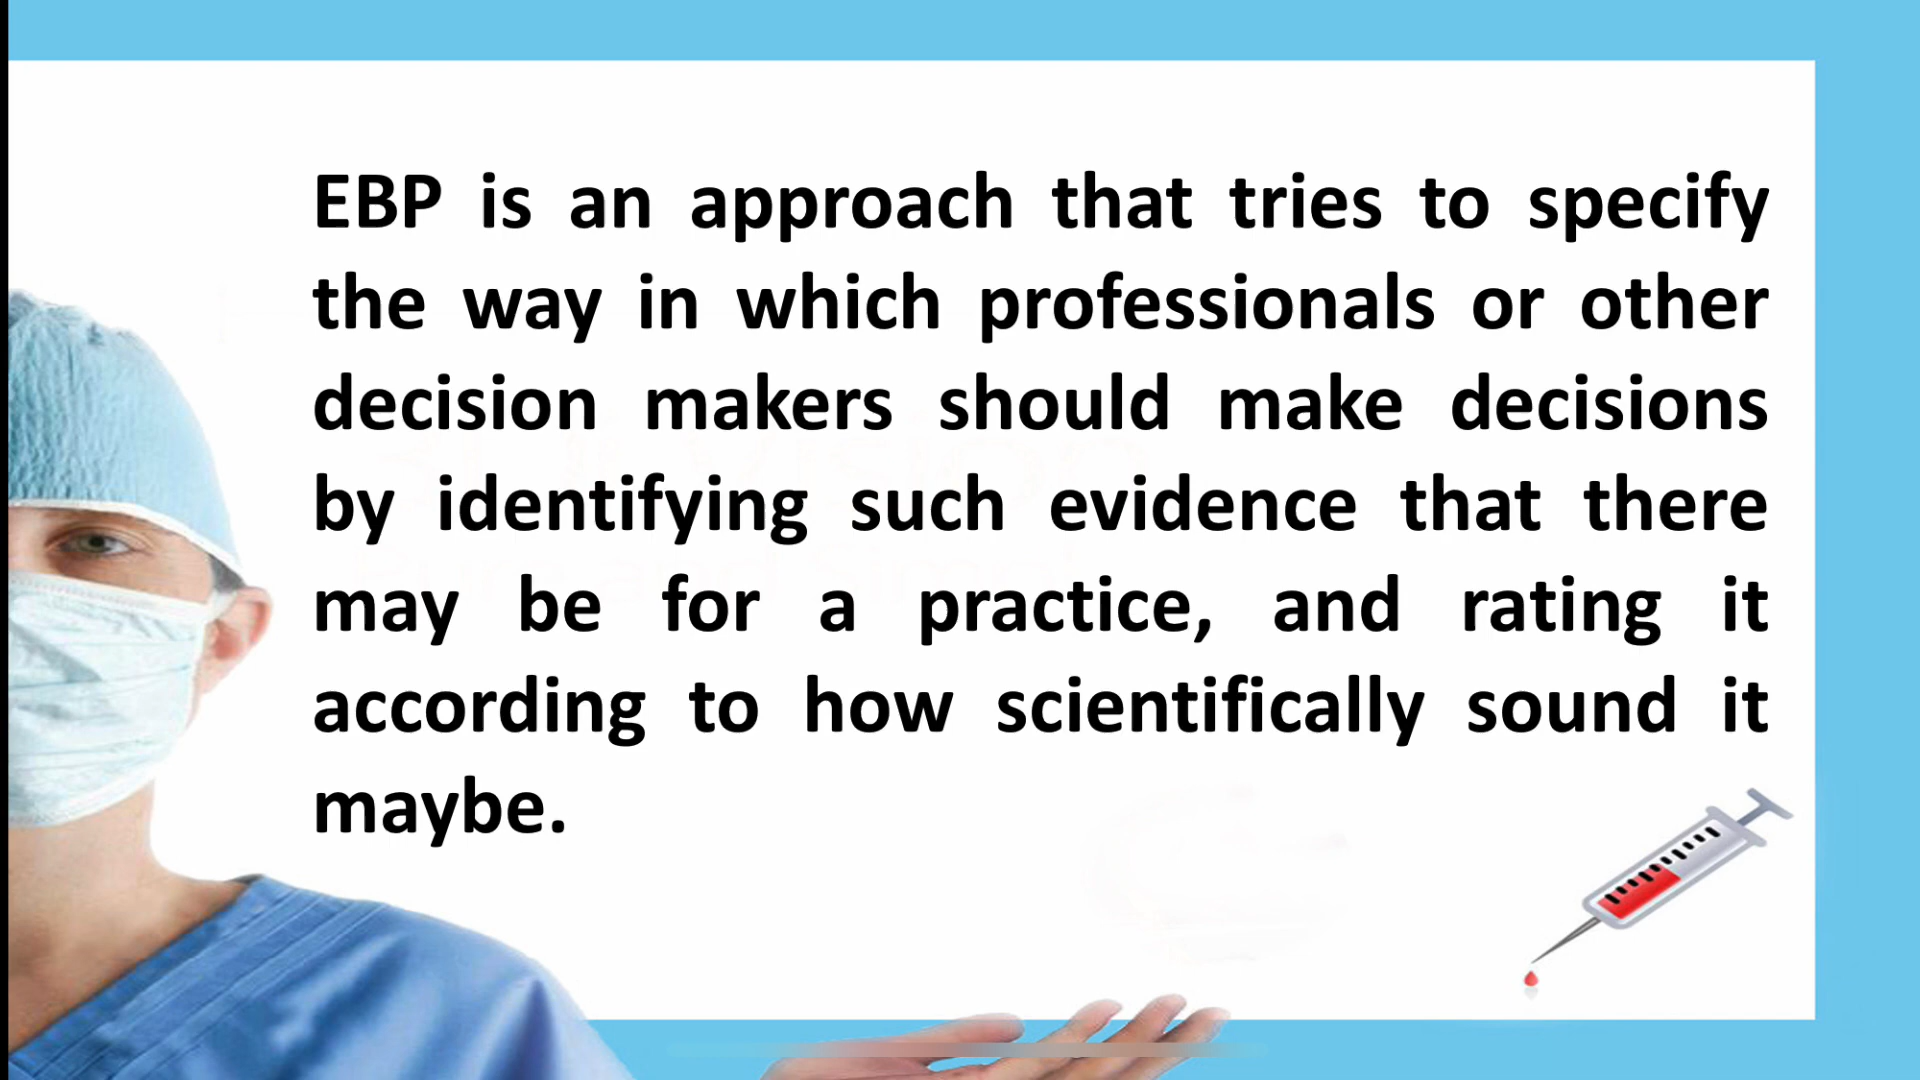 EBP is an approach that tries to specify
the way in which professionals or other
decision makers should make decisions
by identifying such evidence that there
may be for a practice, and rating it
according to how scientifically sound it
maybe.